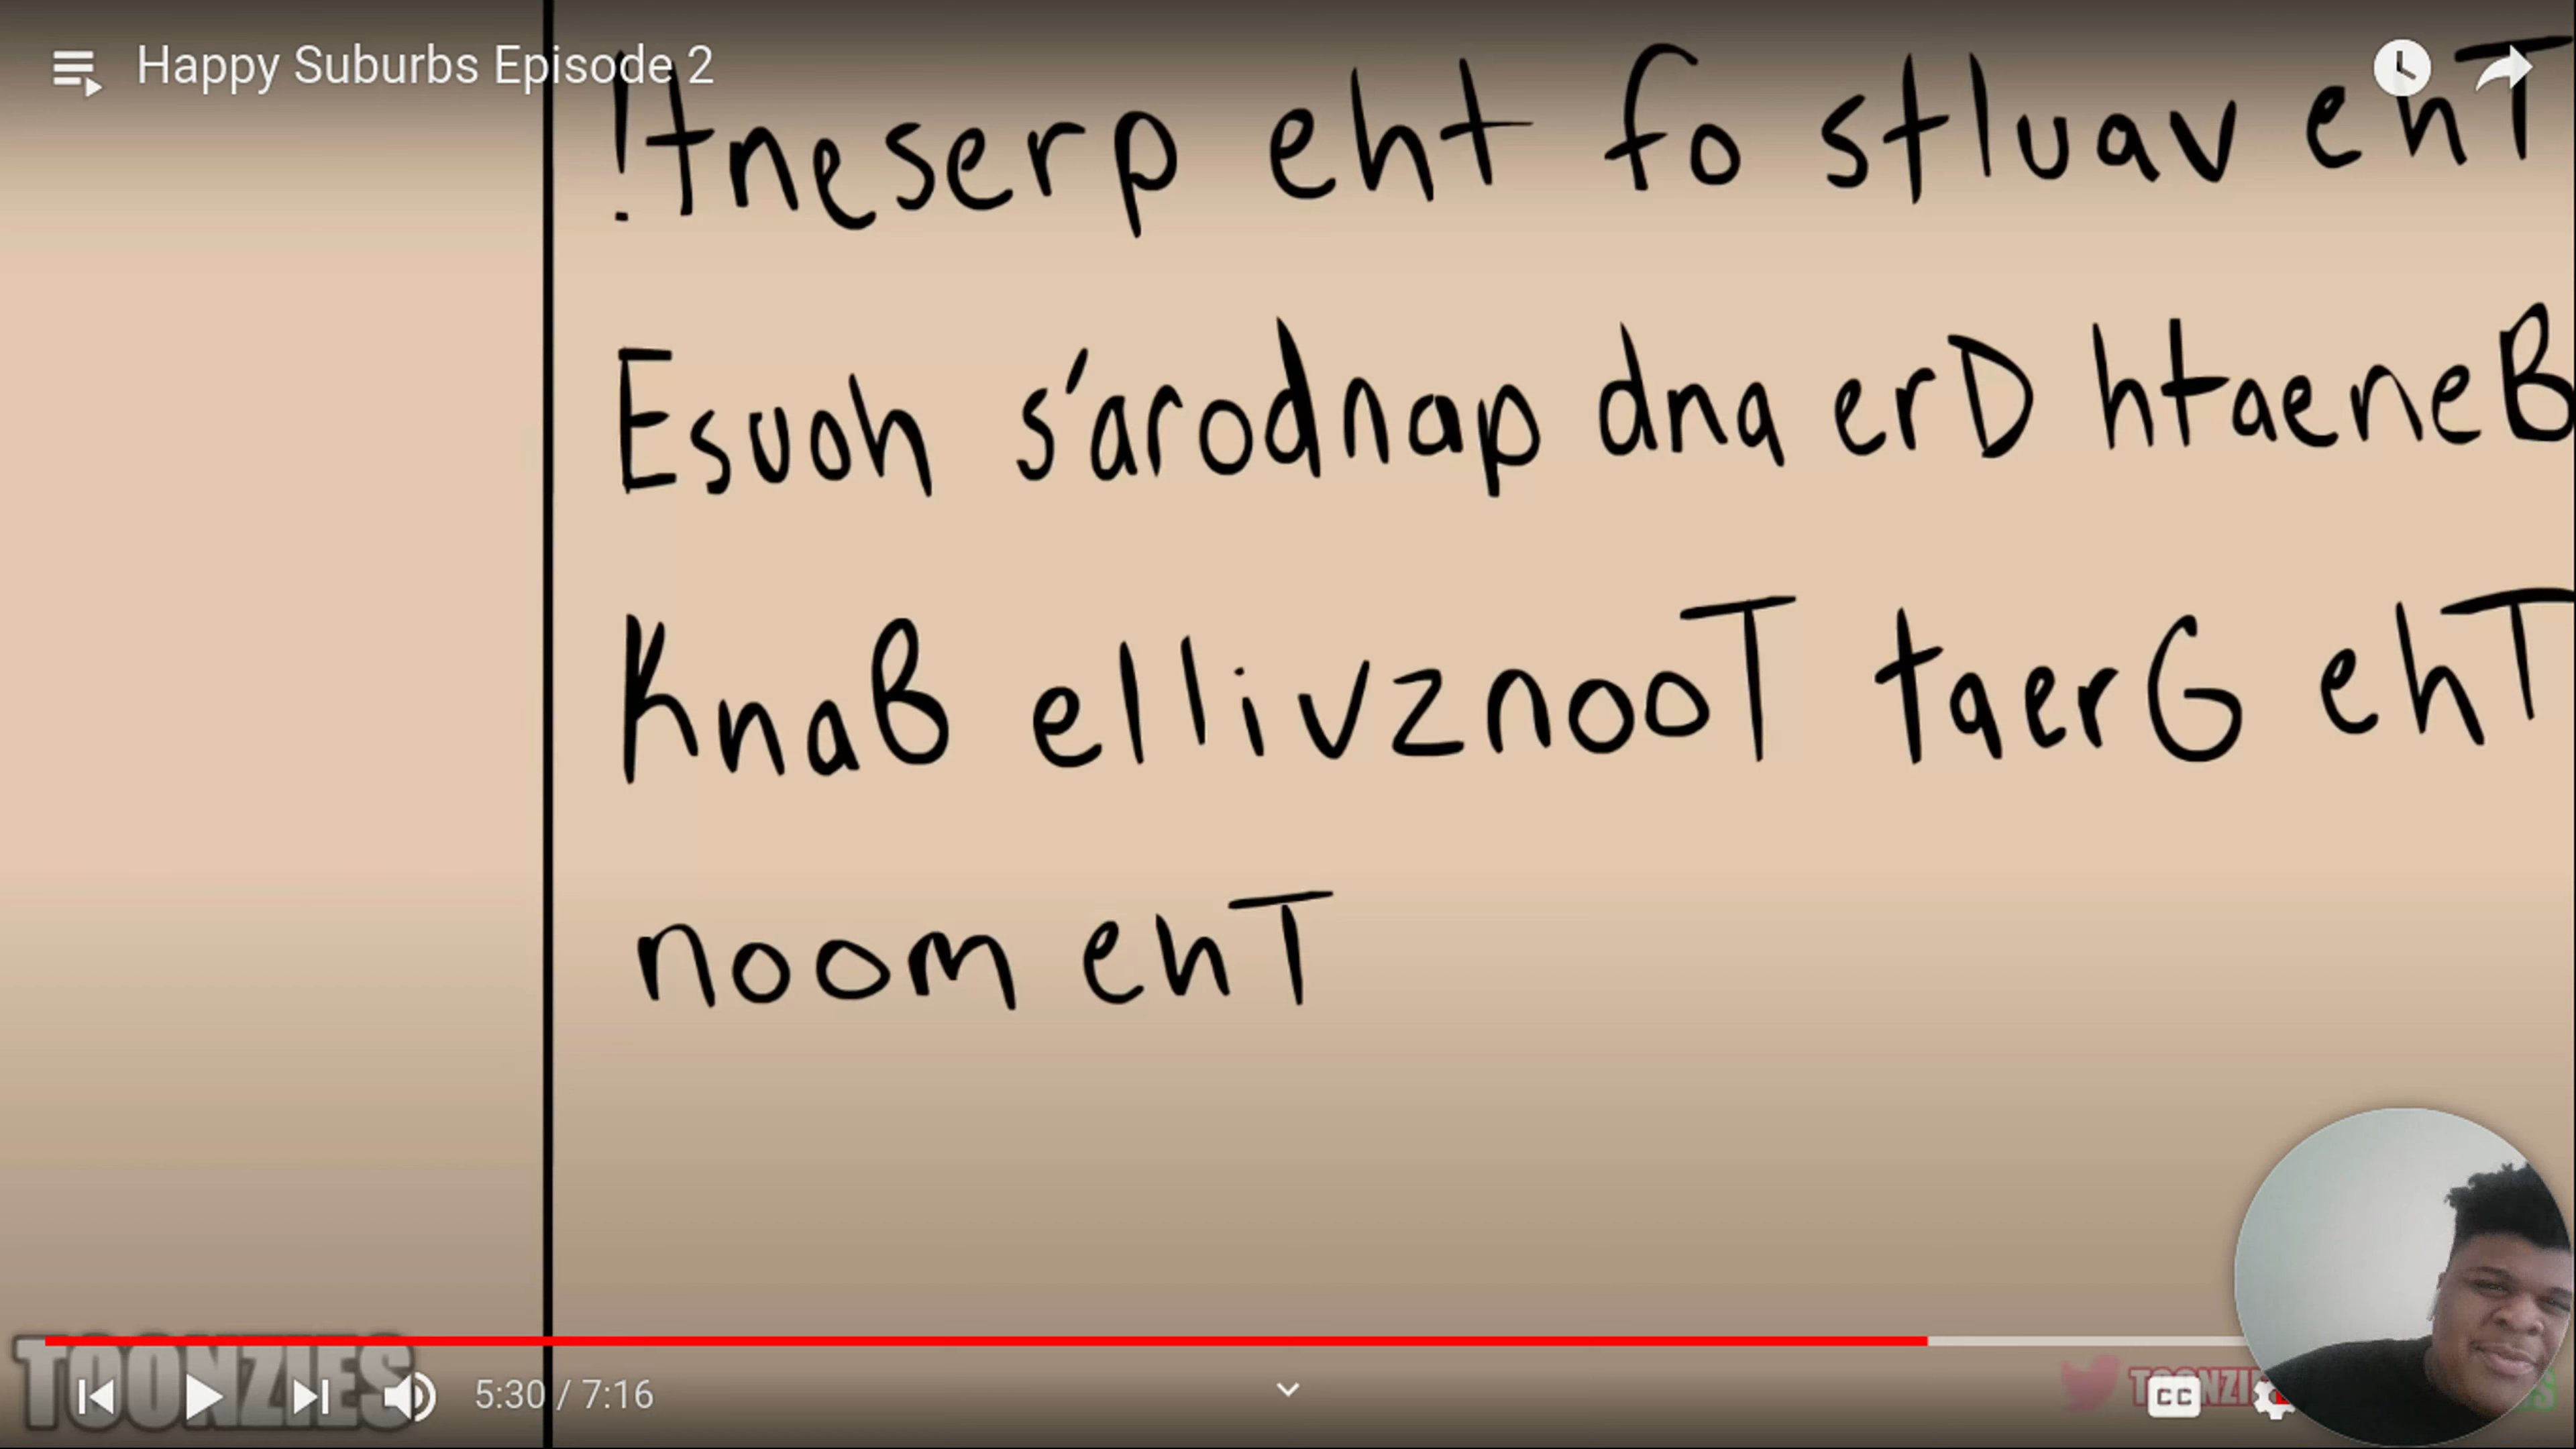 Happy Suburbs Episode 2
!tneserp eht fo stluav ehT
Esuoh s'arodnap dna erD htaeneB
KnaB ellivznooT taerG ehT
noom ehT
TOONZIES
5:30 / 7:16
CC